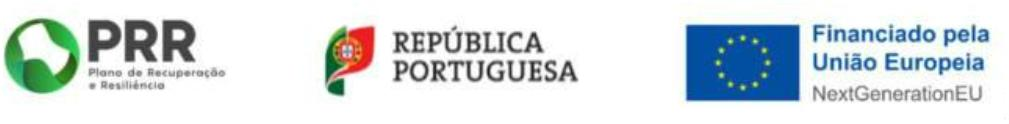 PRR
Plano de Recuperação
e Resiliência
REPÚBLICA
PORTUGUESA
Financiado pela
União Europeia
NextGenerationEU